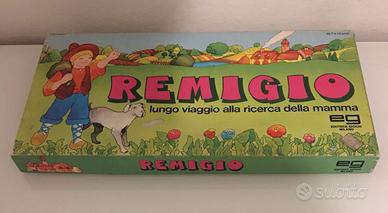 REMIGIO
lungo viaggio alla ricerca della mamma
eg
EDITRICE GIOCHI
MILANO
REMIGIO
eg
subito